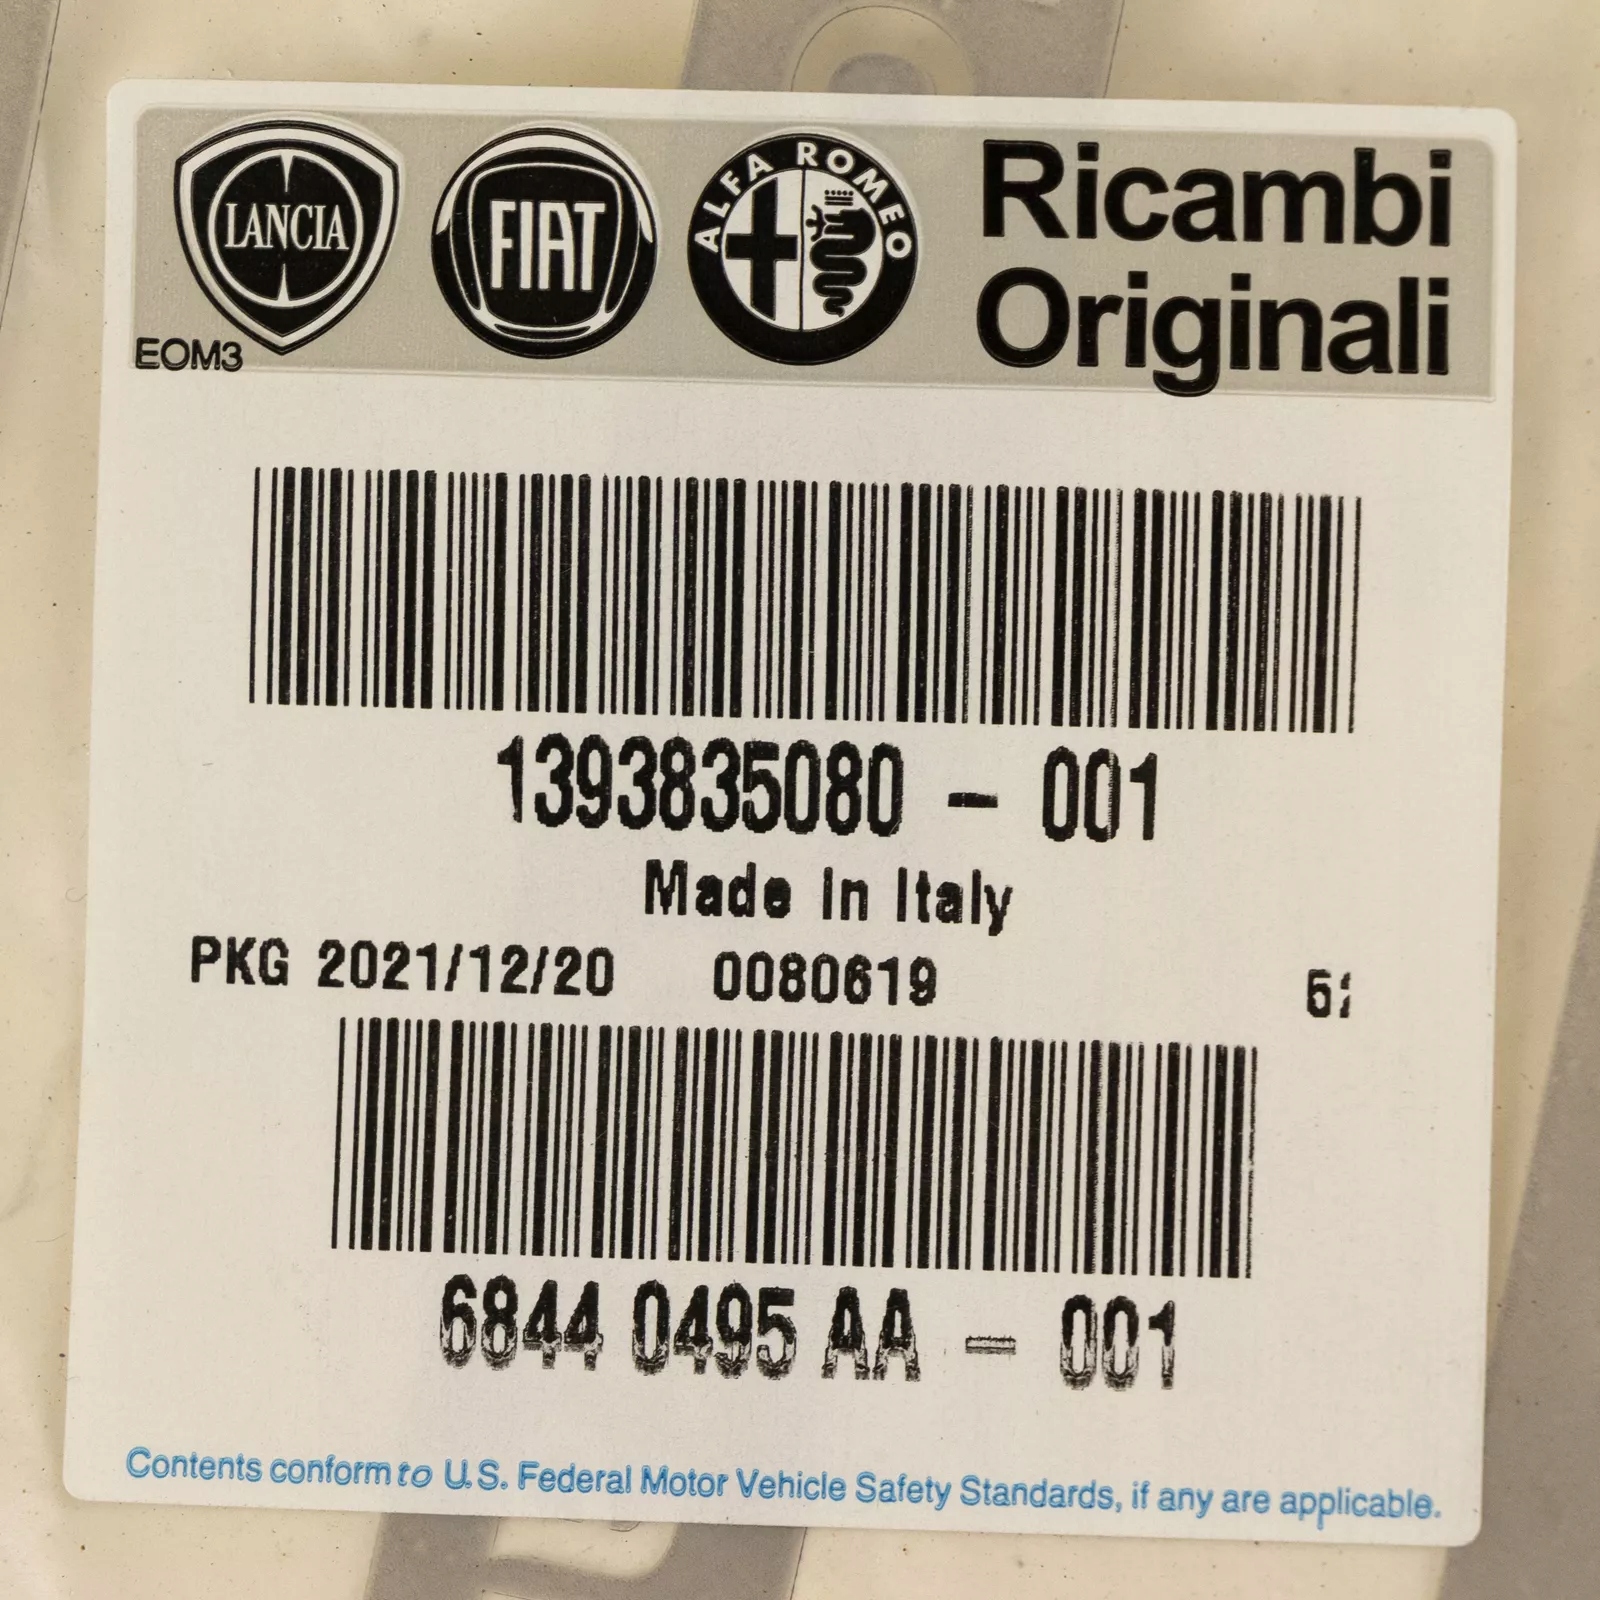 LANCIA
FIAT
ALFA ROMEO
Ricambi
Originali
EOM3
1393835080 - 001
Made In Italy
PKG 2021/12/20 0080619
6844 0495 AA - 001
Contents conform to U.S. Federal Motor Vehicle Safety Standards, if any are applicable.